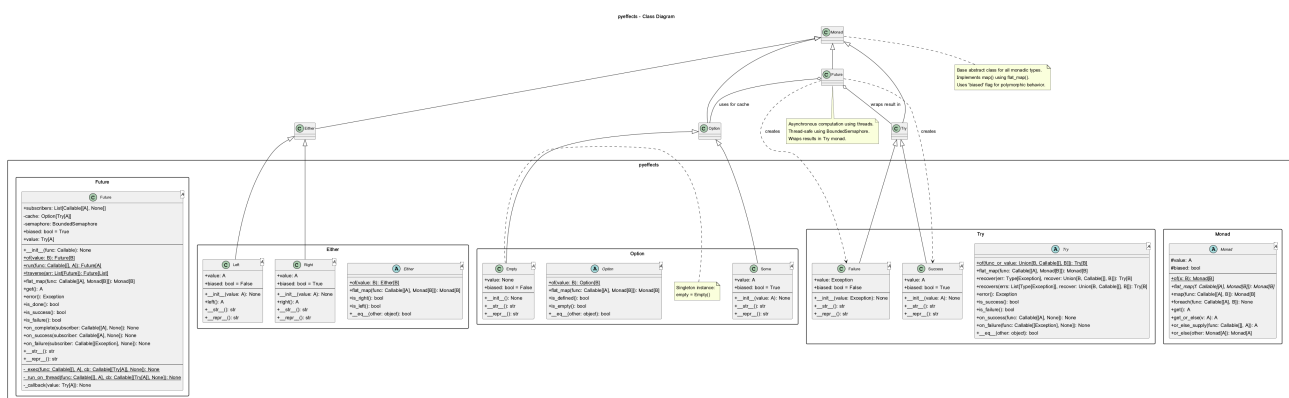 pyeffects - Class Diagram
C Monad
Base abstract class for all monadic types.
Implements map() using flat_map().
Uses 'biased' flag for polymorphic behavior.
C Future
uses for cache
wraps result in
Asynchronous computation using threads.
Thread-safe using BoundedSemaphore.
Wraps results in Try monad.
creates
creates
C Either
C Option
C Try
pyeffects
Future
C Future A
+subscribers: List[Callable[[A], None]]
-cache: Option[Try[A]]
-semaphore: BoundedSemaphore
+biased: bool = True
+value: Try[A]
+__init__(func: Callable): None
+of(value: B): Future[B]
+run(func: Callable[[], A]): Future[A]
+traverse(arr: List[Future]): Future[List]
+flat_map(func: Callable[[A], Monad[B]]): Monad[B]
+get(): A
+error(): Exception
+is_done(): bool
+is_success(): bool
+is_failure(): bool
+on_complete(subscriber: Callable[[A], None]): None
+on_success(subscriber: Callable[[A], None]): None
+on_failure(subscriber: Callable[[Exception], None]): None
+__str__(): str
+__repr__(): str
-_exec(func: Callable[[], A], cb: Callable[[Try[A]], None]): None
-_run_on_thread(func: Callable[[], A], cb: Callable[[Try[A]], None]): None
-_callback(value: Try[A]): None
Either
C Left A
+value: A
+biased: bool = False
+__init__(value: A): None
+left(): A
+__str__(): str
+__repr__(): str
C Right A
+value: A
+biased: bool = True
+__init__(value: A): None
+right(): A
+__str__(): str
+__repr__(): str
A Either A
+of(value: B): Either[B]
+flat_map(func: Callable[[A], Monad[B]]): Monad[B]
+is_right(): bool
+is_left(): bool
+__eq__(other: object): bool
Option
C Empty A
+value: None
+biased: bool = False
+__init__(): None
+__str__(): str
+__repr__(): str
A Option A
+of(value: B): Option[B]
+flat_map(func: Callable[[A], Monad[B]]): Monad[B]
+is_defined(): bool
+is_empty(): bool
+__eq__(other: object): bool
Singleton instance:
empty = Empty()
C Some A
+value: A
+biased: bool = True
+__init__(value: A): None
+__str__(): str
+__repr__(): str
Try
C Failure A
+value: Exception
+biased: bool = False
+__init__(value: Exception): None
+__str__(): str
+__repr__(): str
C Success A
+value: A
+biased: bool = True
+__init__(value: A): None
+__str__(): str
+__repr__(): str
A Try A
+of(func_or_value: Union[B, Callable[[], B]]): Try[B]
+flat_map(func: Callable[[A], Monad[B]]): Monad[B]
+recover(err: Type[Exception], recover: Union[B, Callable[[], B]]): Try[B]
+recovers(errs: List[Type[Exception]], recover: Union[B, Callable[[], B]]): Try[B]
+error(): Exception
+is_success(): bool
+is_failure(): bool
+on_success(func: Callable[[A], None]): None
+on_failure(func: Callable[[Exception], None]): None
+__eq__(other: object): bool
Monad
A Monad A
#value: A
#biased: bool
+of(x: B): Monad[B]
+flat_map(f: Callable[[A], Monad[B]]): Monad[B]
+map(func: Callable[[A], B]): Monad[B]
+foreach(func: Callable[[A], B]): None
+get(): A
+get_or_else(v: A): A
+or_else_supply(func: Callable[[], A]): A
+or_else(other: Monad[A]): Monad[A]